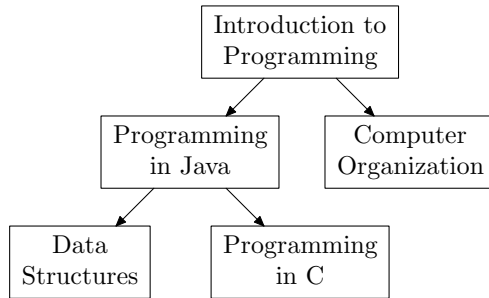 Introduction to
Programming
Programming
in Java
Computer
Organization
Data
Structures
Programming
in C